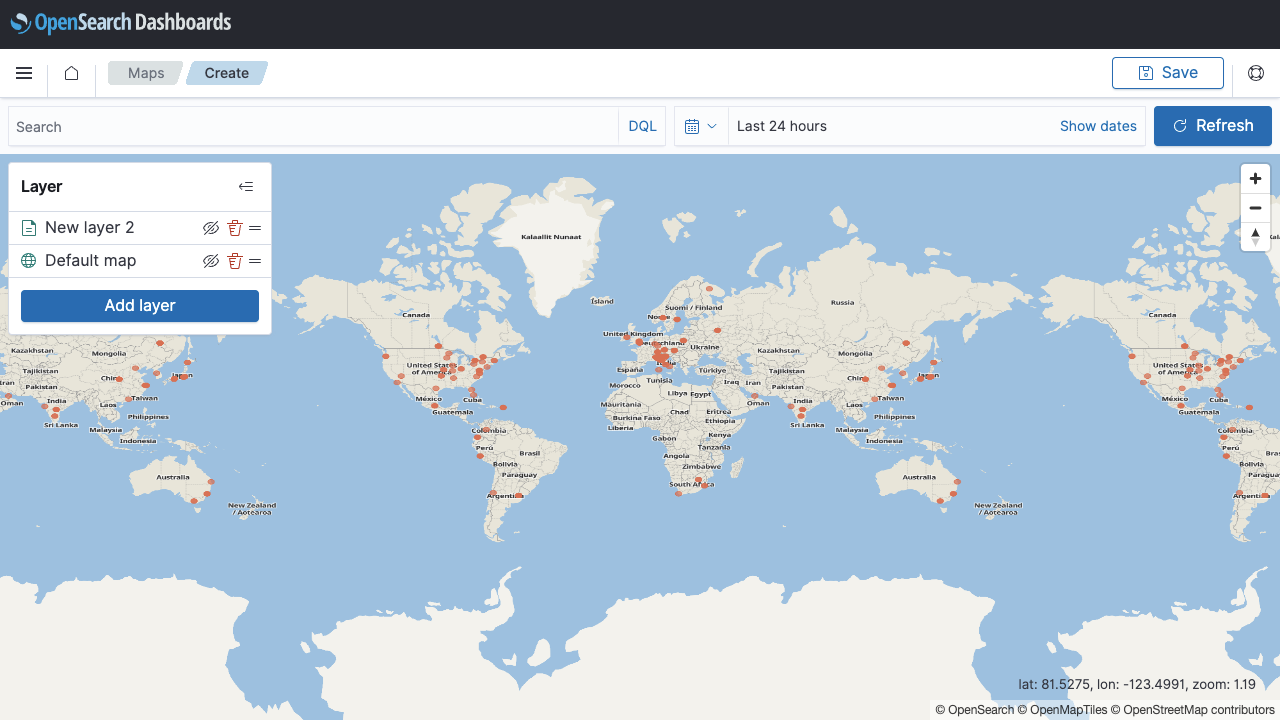 OpenSearch Dashboards
Maps
Create
Save
Search
DQL
Last 24 hours
Show dates
Refresh
Layer
New layer 2
Default map
Add layer
Kalaallit Nunaat
Ísland
Suomi / Finland
Norge
Russia
Canada
Canada
United Kingdom
Ukraine
Kazakhstan
Mongolia
Kazakhstan
Mongolia
United States
of America
United States
of America
Tajikistan
China
Japan
España
Italia
Türkiye
Tajikistan
China
Japan
Iran
Pakistan
Morocco
Tunisia
Iraq
Iran
Pakistan
Oman
India
Laos
Taiwan
México
Cuba
Guatemala
Mauritania
Libya
Egypt
Oman
India
Laos
Taiwan
México
Cuba
Guatemala
Sri Lanka
Philippines
Burkina Faso
Chad
Eritrea
Ethiopia
Liberia
Sri Lanka
Philippines
Malaysia
Indonesia
Colombia
Gabon
Kenya
Malaysia
Indonesia
Colombia
Perú
Brasil
Tanzania
Perú
Brasil
Bolivia
Angola
Zimbabwe
Bolivia
Australia
Paraguay
South Africa
Australia
Argentina
Argentina
New Zealand
/ Aotearoa
New Zealand
/ Aotearoa
lat: 81.5275, lon: -123.4991, zoom: 1.19
© OpenSearch © OpenMapTiles © OpenStreetMap contributors